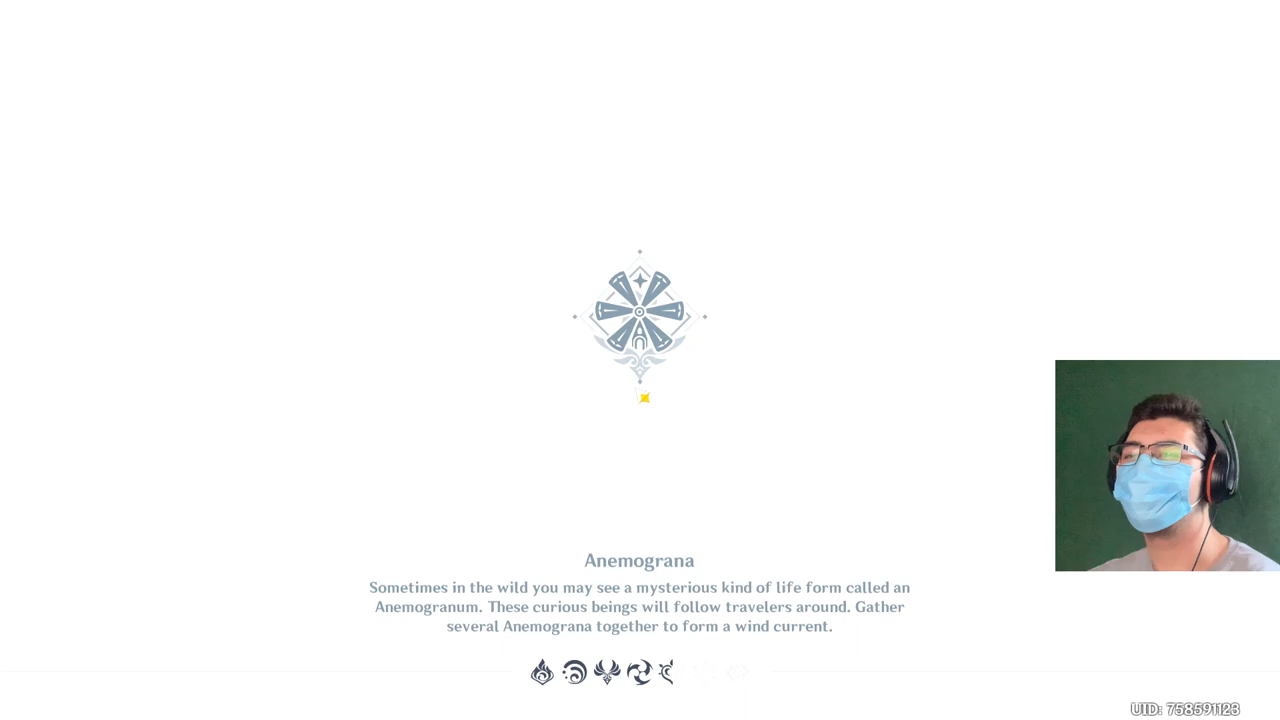 Anemograna
Sometimes in the wild you may see a mysterious kind of life form called an
Anemogranum. These curious beings will follow travelers around. Gather
several Anemograna together to form a wind current.
UID: 758591123